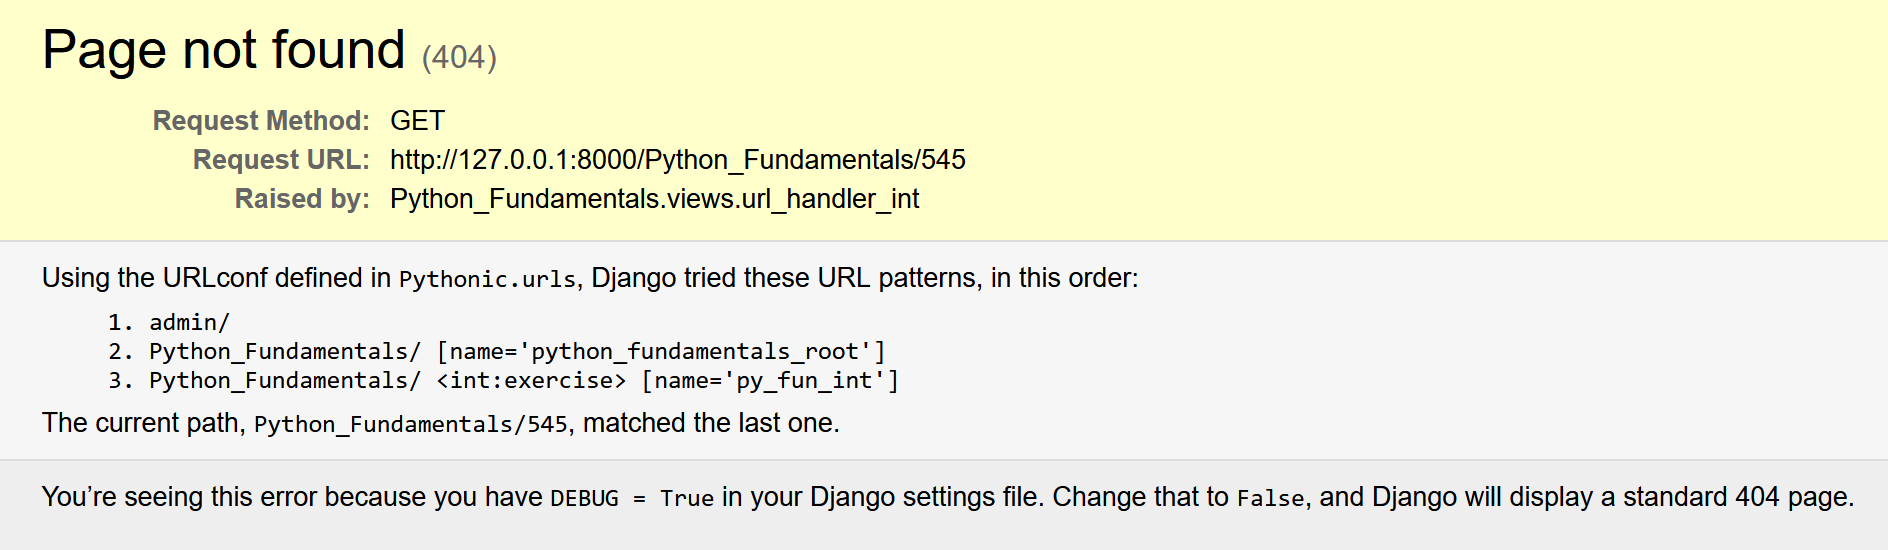 Page not found (404)
Request Method: GET
Request URL: http://127.0.0.1:8000/Python_Fundamentals/545
Raised by: Python_Fundamentals.views.url_handler_int
Using the URLconf defined in Pythonic.urls, Django tried these URL patterns, in this order:
1. admin/
2. Python_Fundamentals/ [name='python_fundamentals_root']
3. Python_Fundamentals/ <int:exercise> [name='py_fun_int']
The current path, Python_Fundamentals/545, matched the last one.
You’re seeing this error because you have DEBUG = True in your Django settings file. Change that to False, and Django will display a standard 404 page.